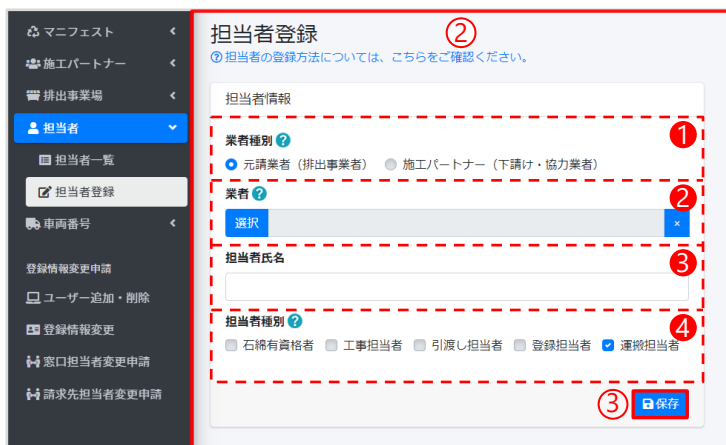 マニフェスト
施工パートナー
排出事業場
担当者
担当者一覧
担当者登録
車両番号
登録情報変更申請
ユーザー追加・削除
登録情報変更
窓口担当者変更申請
請求先担当者変更申請
担当者登録
②
担当者の登録方法については、こちらをご確認ください。
担当者情報
業者種別 ?
❶
元請業者（排出事業者） 施工パートナー（下請け・協力業者）
業者 ?
❷
選択 ×
担当者氏名
❸
担当者種別 ?
❹
石綿有資格者 工事担当者 引渡し担当者 登録担当者 運搬担当者
③ 保存